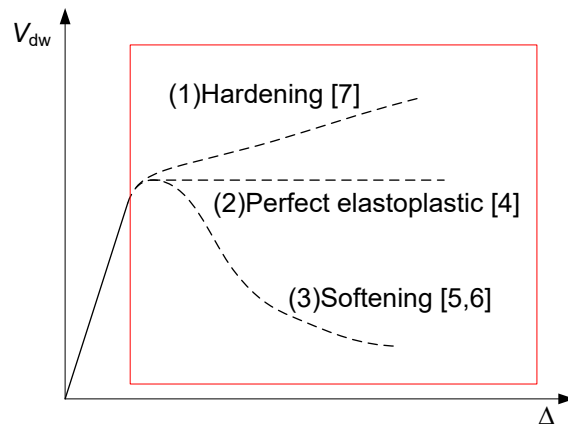 V_dw
(1)Hardening [7]
(2)Perfect elastoplastic [4]
(3)Softening [5,6]
Δ